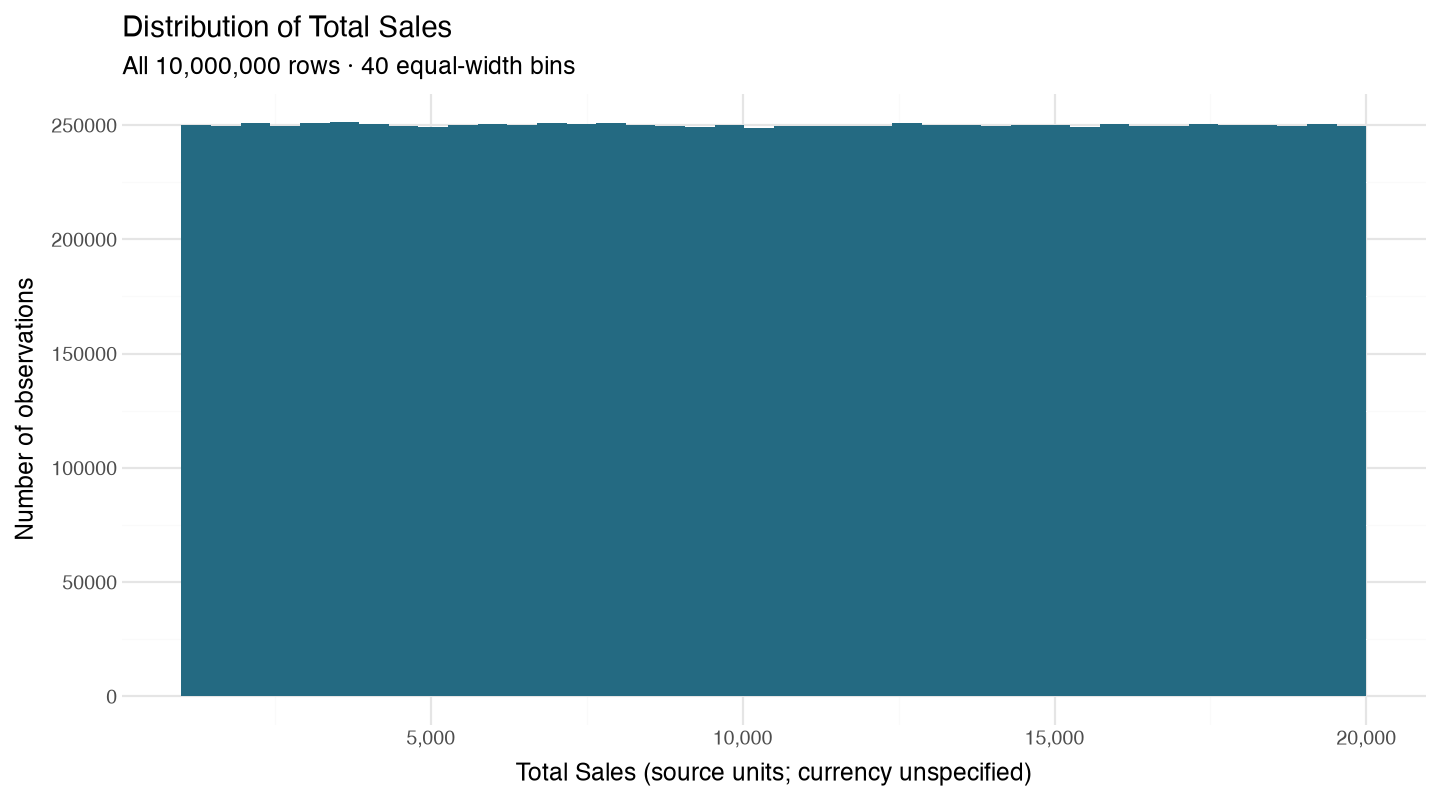 Distribution of Total Sales
All 10,000,000 rows · 40 equal-width bins
Number of observations
250000
200000
150000
100000
50000
0
5,000 10,000 15,000 20,000
Total Sales (source units; currency unspecified)